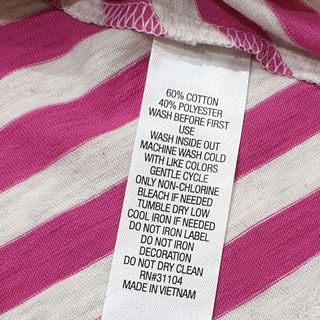 60% COTTON
40% POLYESTER
WASH BEFORE FIRST
USE
WASH INSIDE OUT
MACHINE WASH COLD
WITH LIKE COLORS
GENTLE CYCLE
ONLY NON-CHLORINE
BLEACH IF NEEDED
TUMBLE DRY LOW
COOL IRON IF NEEDED
DO NOT IRON LABEL
DO NOT IRON
DECORATION
DO NOT DRY CLEAN
RN#31104
MADE IN VIETNAM